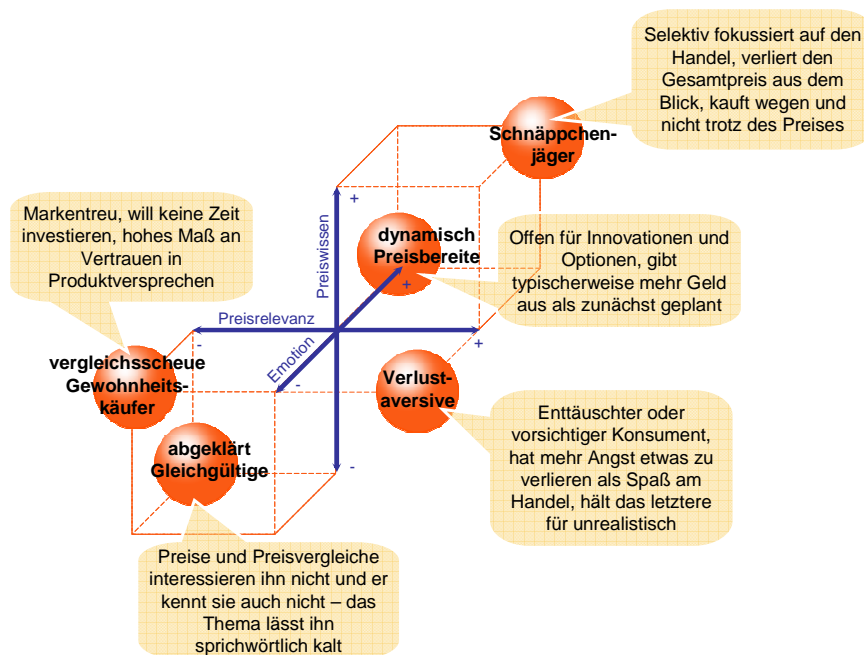 Selektiv fokussiert auf den
Handel, verliert den
Gesamtpreis aus dem
Blick, kauft wegen und
nicht trotz des Preises
Schnäppchen-
jäger
Markentreu, will keine Zeit
investieren, hohes Maß an
Vertrauen in
Produktversprechen
+
Preiswissen
dynamisch
Preisbereite
+
Offen für Innovationen und
Optionen, gibt
typischerweise mehr Geld
aus als zunächst geplant
Preisrelevanz
-
+
Emotion
-
vergleichsscheue
Gewohnheits-
käufer
Verlust-
aversive
Enttäuschter oder
vorsichtiger Konsument,
hat mehr Angst etwas zu
verlieren als Spaß am
Handel, hält das letztere
für unrealistisch
abgeklärt
Gleichgültige
-
Preise und Preisvergleiche
interessieren ihn nicht und er
kennt sie auch nicht – das
Thema lässt ihn
sprichwörtlich kalt